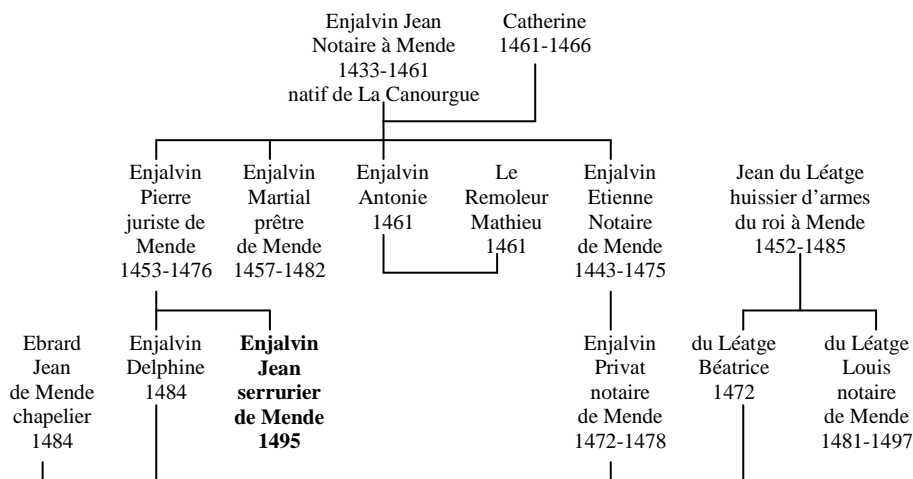 Enjalvin Jean
Notaire à Mende
1433-1461
natif de La Canourgue
Catherine
1461-1466
Enjalvin
Pierre
juriste de
Mende
1453-1476
Enjalvin
Martial
prêtre
de Mende
1457-1482
Enjalvin
Antonie
1461
Le
Remoleur
Mathieu
1461
Enjalvin
Etienne
Notaire
de Mende
1443-1475
Jean du Léatge
huissier d’armes
du roi à Mende
1452-1485
Ebrard
Jean
de Mende
chapelier
1484
Enjalvin
Delphine
1484
Enjalvin
Jean
serrurier
de Mende
1495
Enjalvin
Privat
notaire
de Mende
1472-1478
du Léatge
Béatrice
1472
du Léatge
Louis
notaire
de Mende
1481-1497